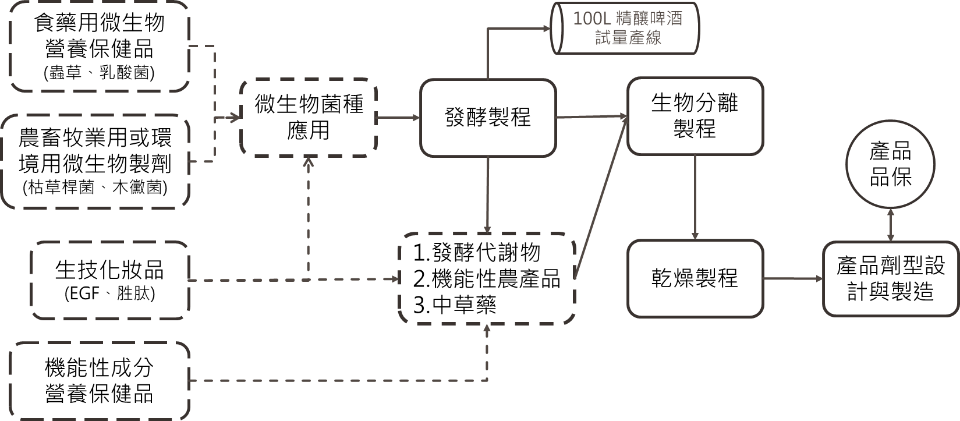 食藥用微生物
營養保健品
(蟲草、乳酸菌)
農畜牧業用或環
境用微生物製劑
(枯草桿菌、木黴菌)
生技化妝品
(EGF、胜肽)
機能性成分
營養保健品
微生物菌種
應用
發酵製程
100L 精釀啤酒
試量產線
1.發酵代謝物
2.機能性農產品
3.中草藥
生物分離
製程
乾燥製程
產品
品保
產品劑型設
計與製造